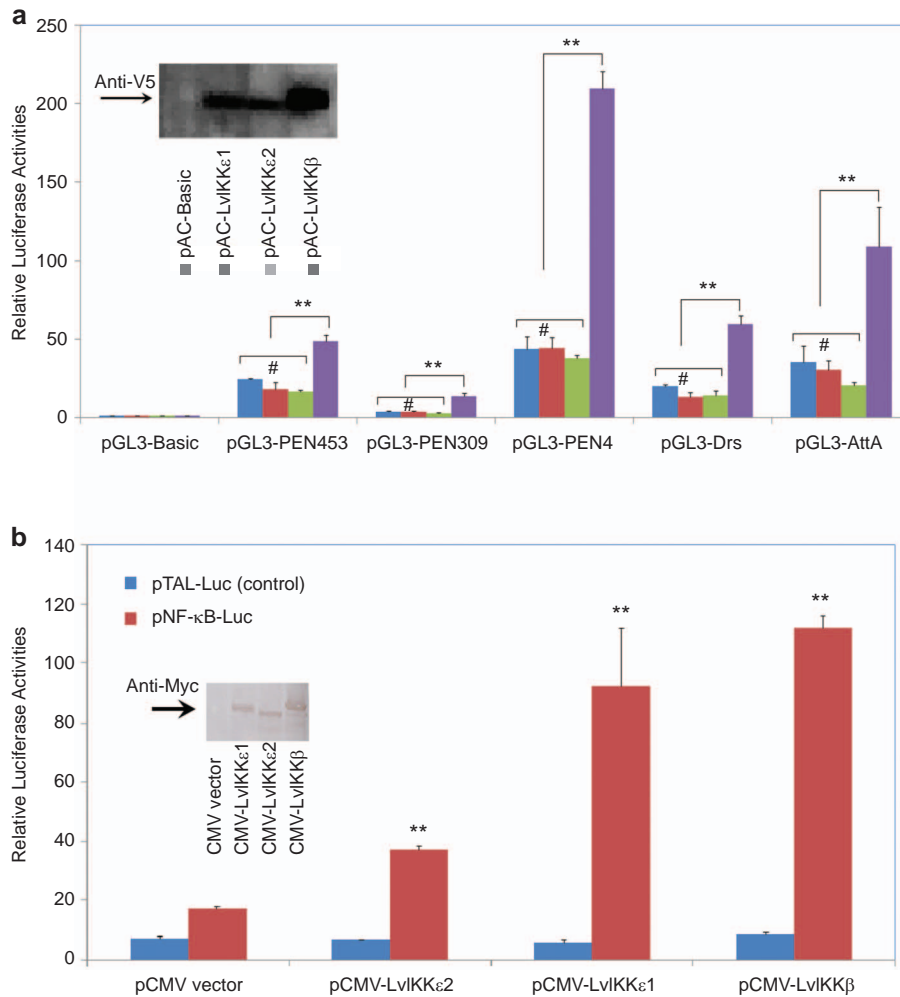 a
250
200
150
100
50
0
Relative Luciferase Activities
Anti-V5
pAC-Basic
pAC-LvIKKε1
pAC-LvIKKε2
pAC-LvIKKβ
#
**
#
**
#
**
#
**
#
**
pGL3-Basic
pGL3-PEN453
pGL3-PEN309
pGL3-PEN4
pGL3-Drs
pGL3-AttA
b
140
120
100
80
60
40
20
0
Relative Luciferase Activities
pTAL-Luc (control)
pNF-κB-Luc
Anti-Myc
CMV vector
CMV-LvIKKε1
CMV-LvIKKε2
CMV-LvIKKβ
**
**
**
pCMV vector
pCMV-LvIKKε2
pCMV-LvIKKε1
pCMV-LvIKKβ